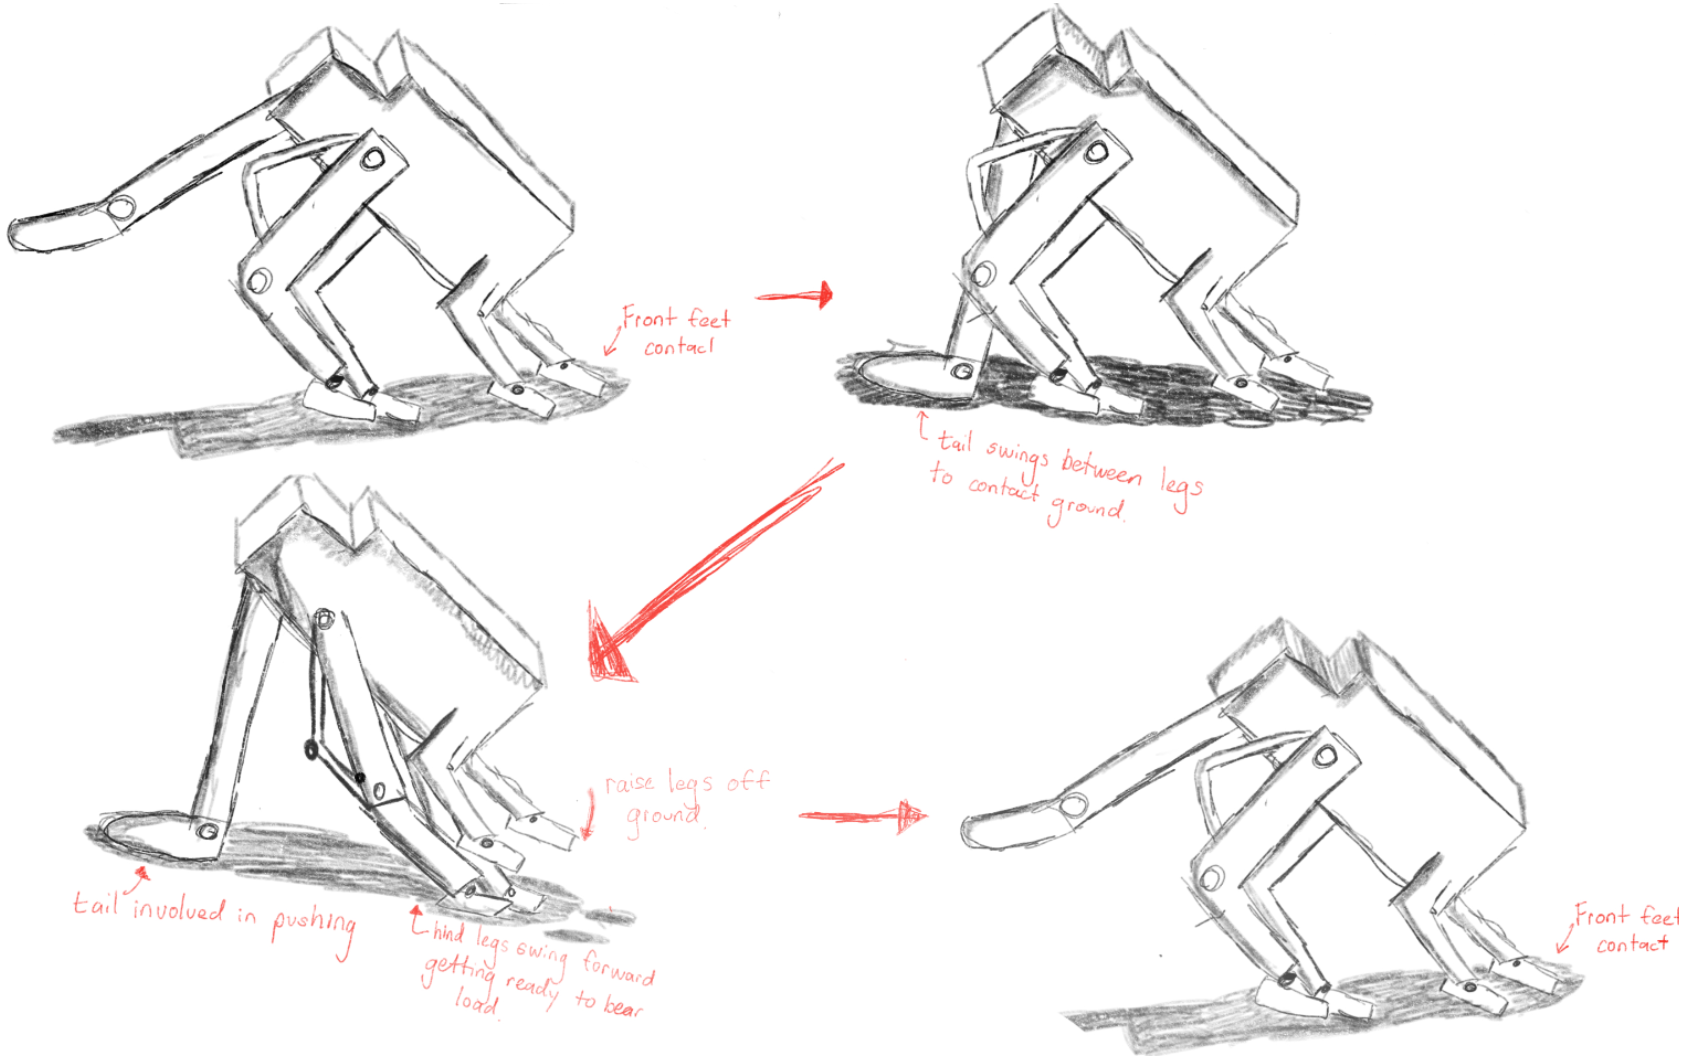 Front feet
contact
tail swings between legs
to contact ground.
raise legs off
ground.
tail involved in pushing
hind legs swing forward
getting ready to bear
load.
Front feet
contact